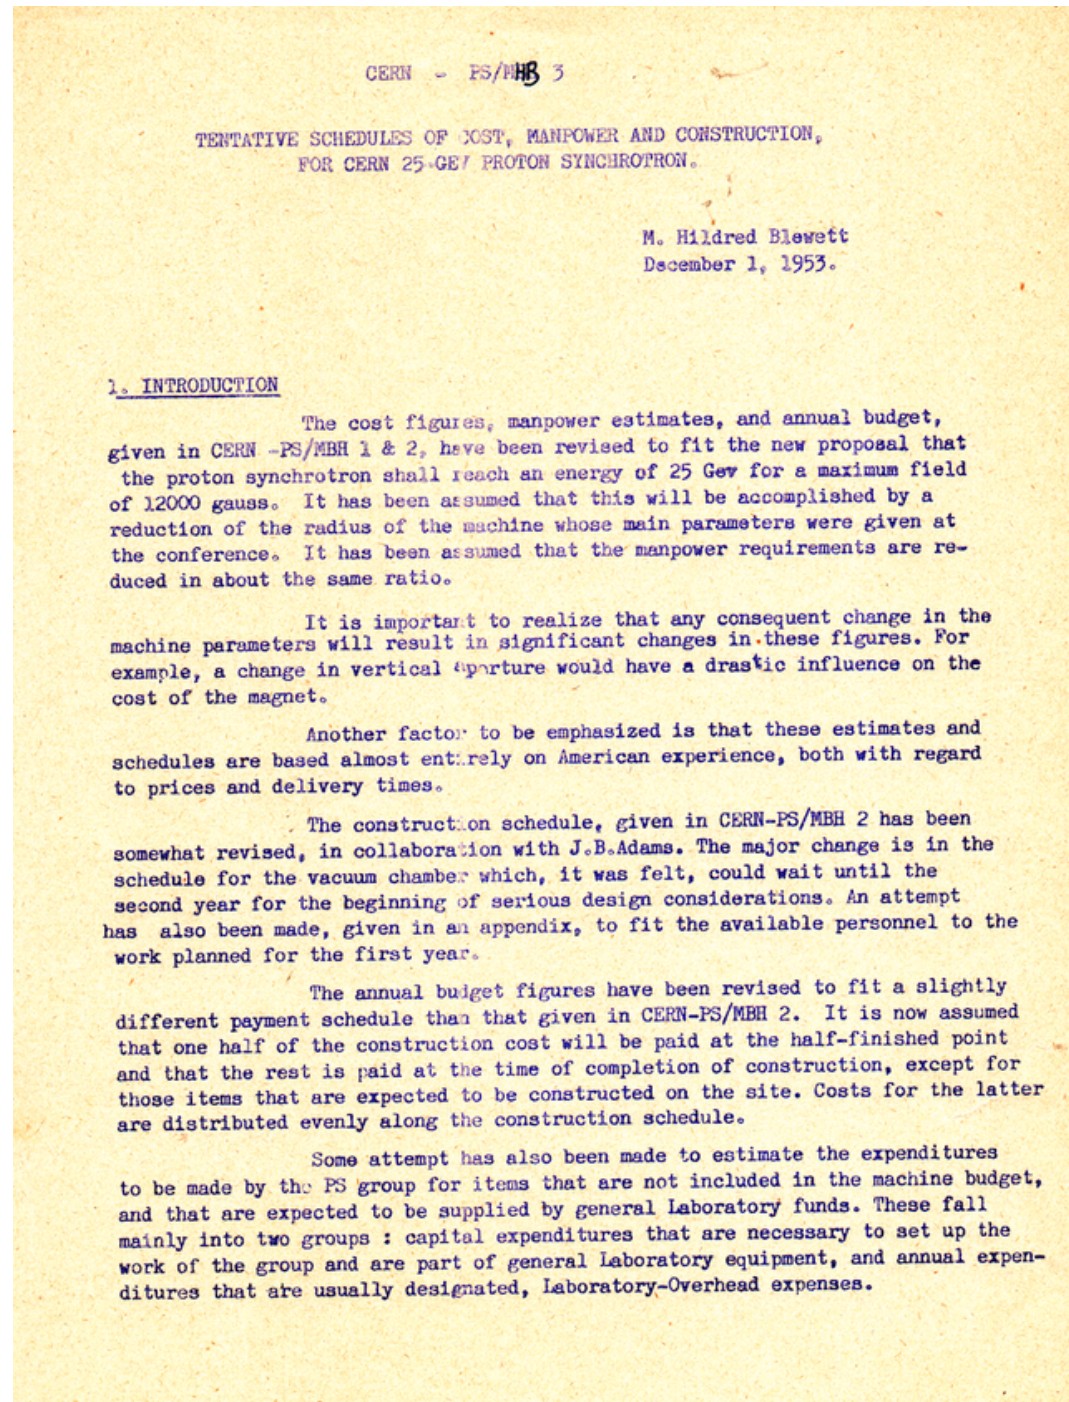 CERN - PS/MHB 3
TENTATIVE SCHEDULES OF COST, MANPOWER AND CONSTRUCTION,
FOR CERN 25 GEV PROTON SYNCHROTRON.
M. Hildred Blewett
December 1, 1953.
1. INTRODUCTION
The cost figures, manpower estimates, and annual budget,
given in CERN -PS/MBH 1 & 2, have been revised to fit the new proposal that
the proton synchrotron shall reach an energy of 25 Gev for a maximum field
of 12000 gauss. It has been assumed that this will be accomplished by a
reduction of the radius of the machine whose main parameters were given at
the conference. It has been assumed that the manpower requirements are re-
duced in about the same ratio.
It is important to realize that any consequent change in the
machine parameters will result in significant changes in these figures. For
example, a change in vertical aperture would have a drastic influence on the
cost of the magnet.
Another factor to be emphasized is that these estimates and
schedules are based almost entirely on American experience, both with regard
to prices and delivery times.
The construction schedule, given in CERN-PS/MBH 2 has been
somewhat revised, in collaboration with J.B.Adams. The major change is in the
schedule for the vacuum chamber which, it was felt, could wait until the
second year for the beginning of serious design considerations. An attempt
has also been made, given in an appendix, to fit the available personnel to the
work planned for the first year.
The annual budget figures have been revised to fit a slightly
different payment schedule than that given in CERN-PS/MBH 2. It is now assumed
that one half of the construction cost will be paid at the half-finished point
and that the rest is paid at the time of completion of construction, except for
those items that are expected to be constructed on the site. Costs for the latter
are distributed evenly along the construction schedule.
Some attempt has also been made to estimate the expenditures
to be made by the PS group for items that are not included in the machine budget,
and that are expected to be supplied by general Laboratory funds. These fall
mainly into two groups : capital expenditures that are necessary to set up the
work of the group and are part of general Laboratory equipment, and annual expen-
ditures that are usually designated, Laboratory-Overhead expenses.